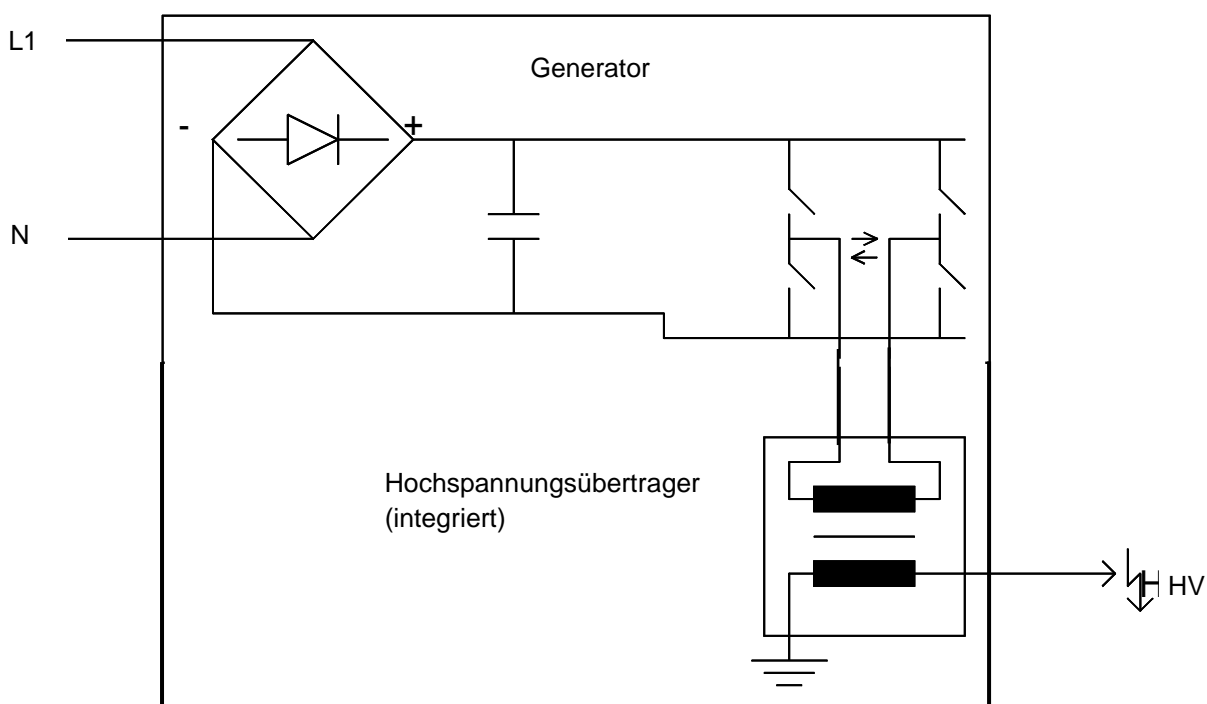 L1
Generator
- +
N
Hochspannungsübertrager
(integriert)
HV